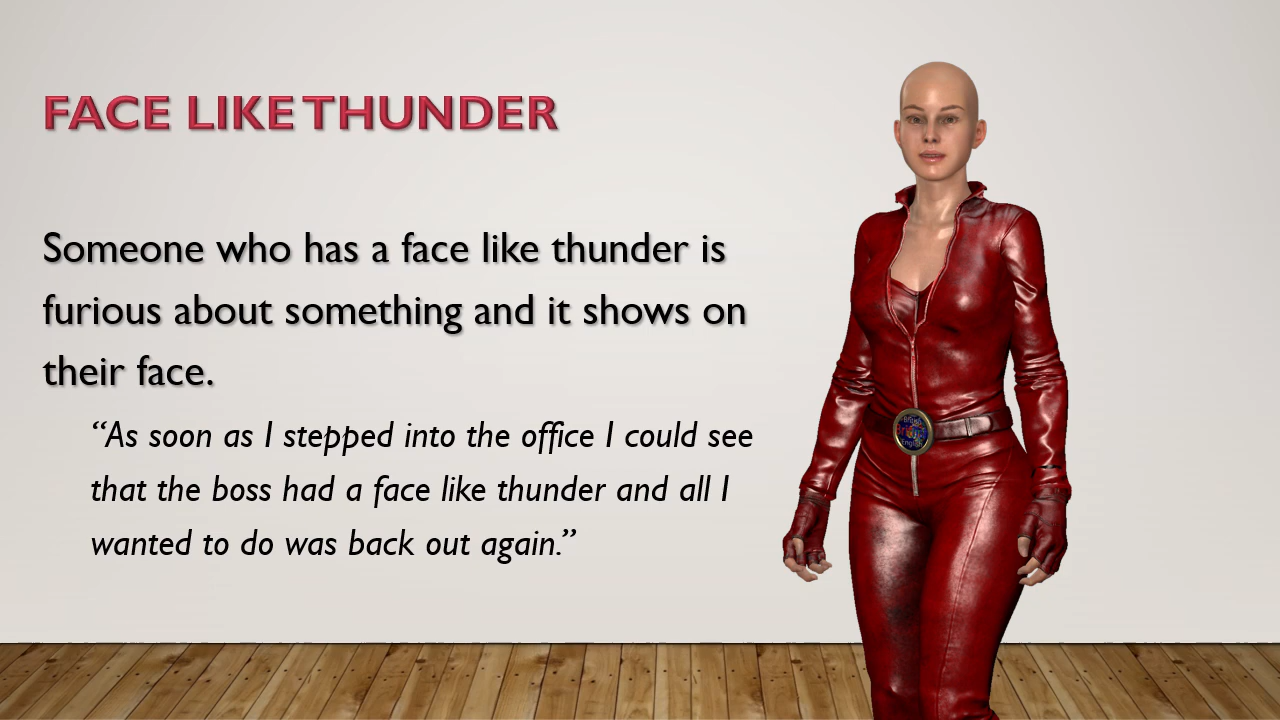 FACE LIKE THUNDER
Someone who has a face like thunder is
furious about something and it shows on
their face.
“As soon as I stepped into the office I could see
that the boss had a face like thunder and all I
wanted to do was back out again.”
English